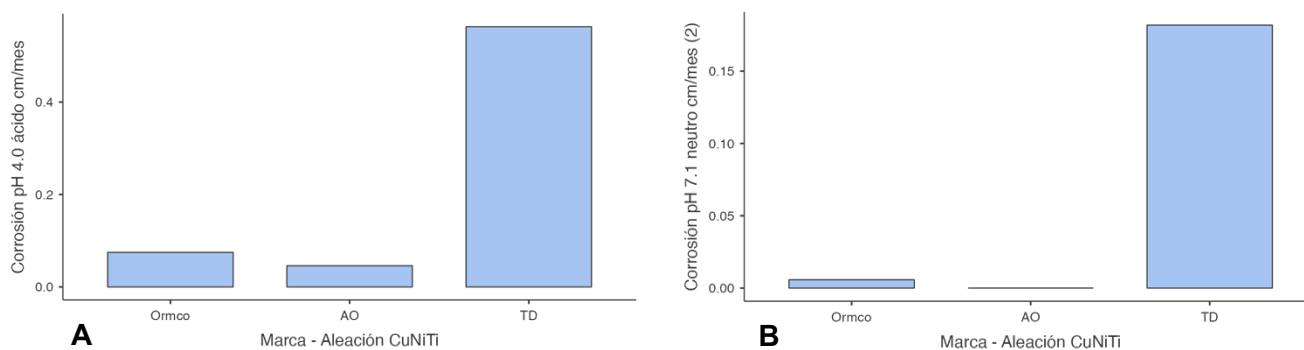 Corrosión pH 4.0 ácido cm/mes
0.4
0.2
0.0
Ormco AO TD
A
Marca - Aleación CuNiTi
Corrosión pH 7.1 neutro cm/mes (2)
0.15
0.10
0.05
0.00
Ormco AO TD
B
Marca - Aleación CuNiTi